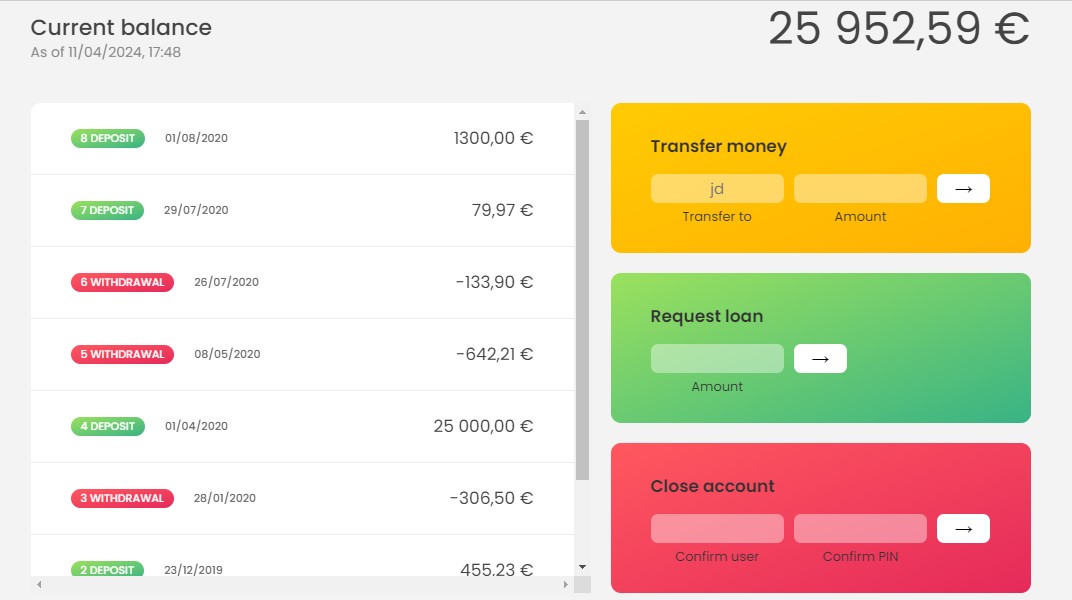 Current balance
As of 11/04/2024, 17:48
25 952,59 €
8 DEPOSIT 01/08/2020 1300,00 €
7 DEPOSIT 29/07/2020 79,97 €
6 WITHDRAWAL 26/07/2020 -133,90 €
5 WITHDRAWAL 08/05/2020 -642,21 €
4 DEPOSIT 01/04/2020 25 000,00 €
3 WITHDRAWAL 28/01/2020 -306,50 €
2 DEPOSIT 23/12/2019 455,23 €
Transfer money
jd →
Transfer to Amount
Request loan
→
Amount
Close account
→
Confirm user Confirm PIN